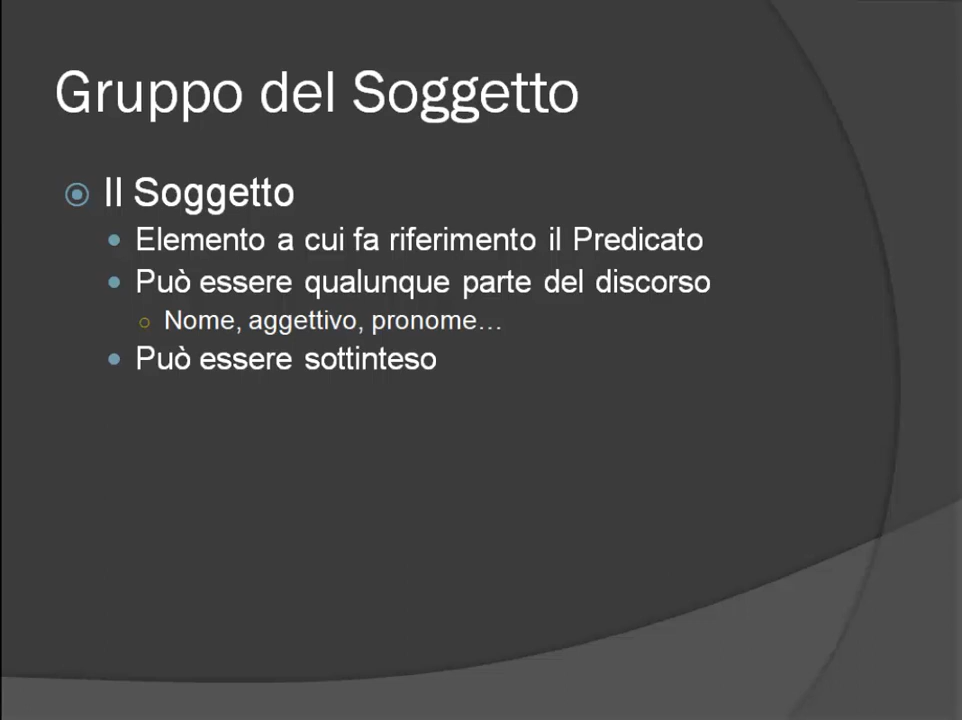 Gruppo del Soggetto
Il Soggetto
Elemento a cui fa riferimento il Predicato
Può essere qualunque parte del discorso
Nome, aggettivo, pronome…
Può essere sottinteso